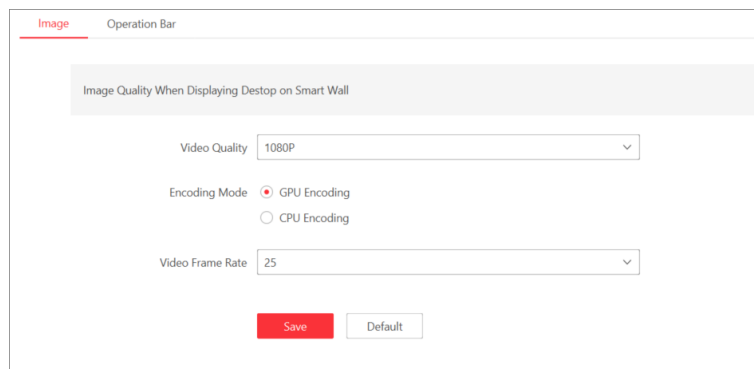 Image Operation Bar
Image Quality When Displaying Destop on Smart Wall
Video Quality 1080P
Encoding Mode GPU Encoding
CPU Encoding
Video Frame Rate 25
Save Default